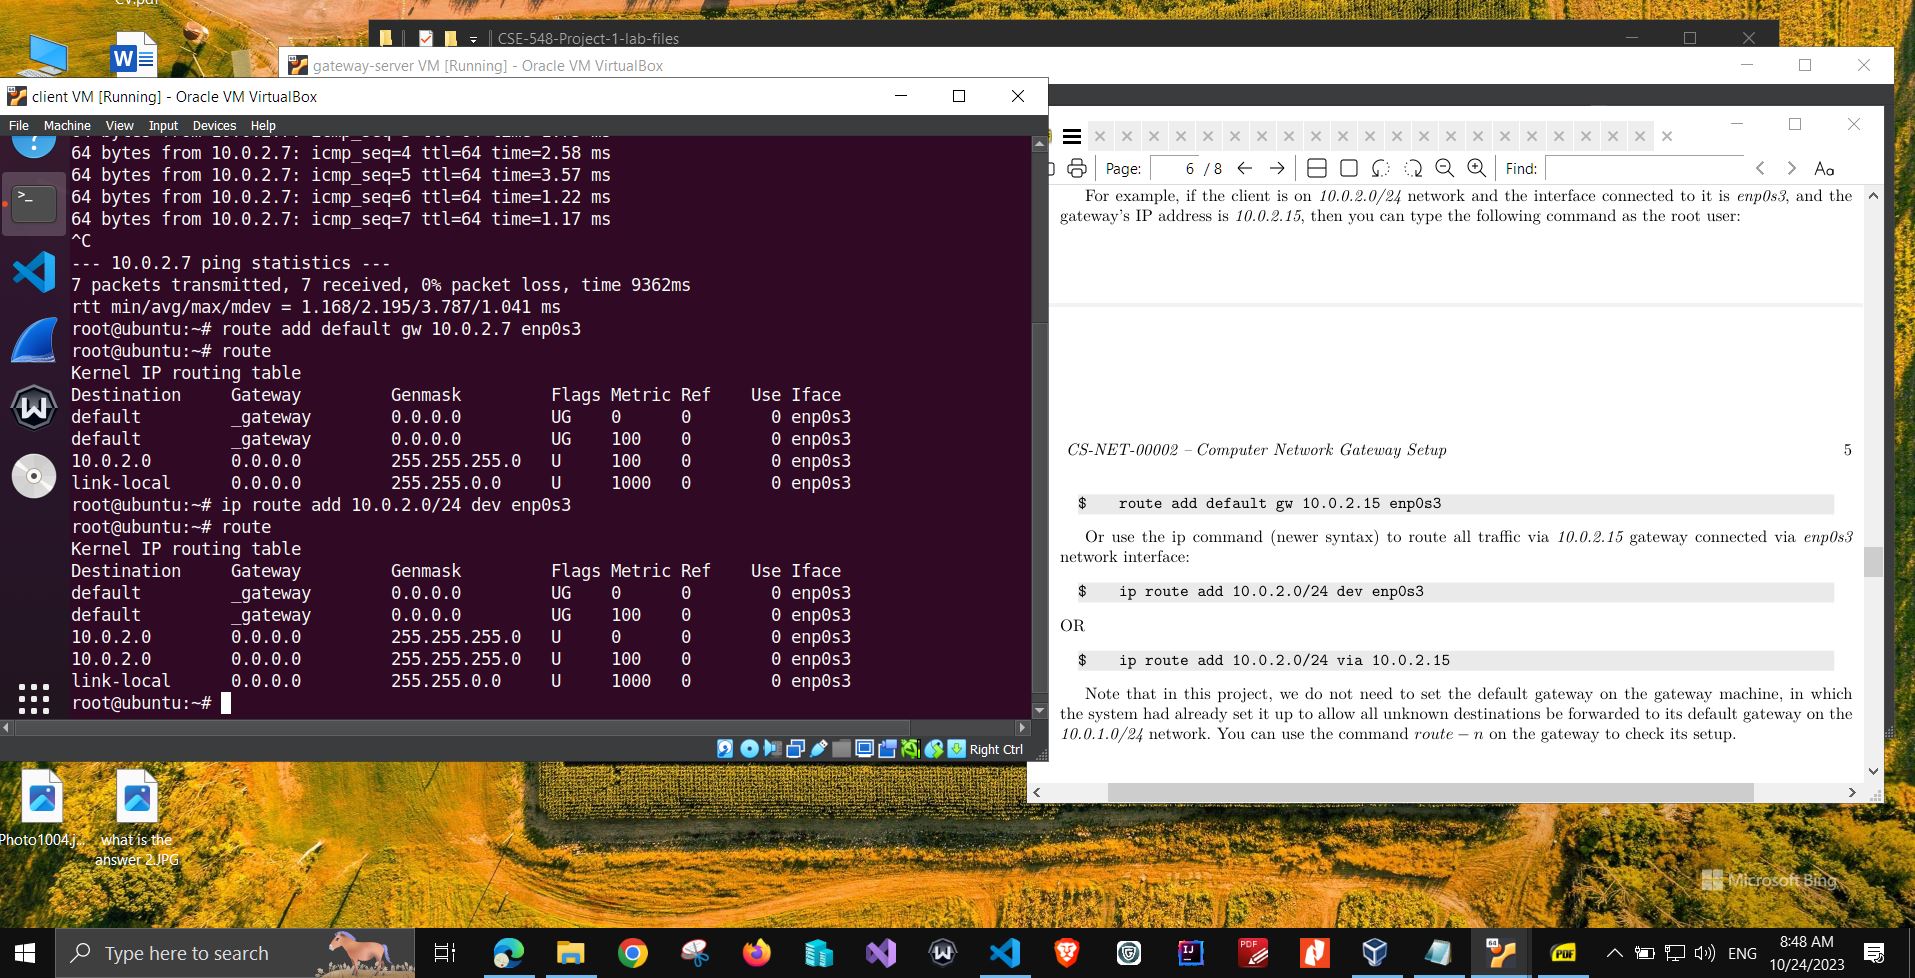 CV.pdf
CSE-548-Project-1-lab-files
gateway-server VM [Running] - Oracle VM VirtualBox
client VM [Running] - Oracle VM VirtualBox
File Machine View Input Devices Help
64 bytes from 10.0.2.7: icmp_seq=4 ttl=64 time=2.58 ms
64 bytes from 10.0.2.7: icmp_seq=5 ttl=64 time=3.57 ms
64 bytes from 10.0.2.7: icmp_seq=6 ttl=64 time=1.22 ms
64 bytes from 10.0.2.7: icmp_seq=7 ttl=64 time=1.17 ms
^C
--- 10.0.2.7 ping statistics ---
7 packets transmitted, 7 received, 0% packet loss, time 9362ms
rtt min/avg/max/mdev = 1.168/2.195/3.787/1.041 ms
root@ubuntu:~# route add default gw 10.0.2.7 enp0s3
root@ubuntu:~# route
Kernel IP routing table
Destination Gateway Genmask Flags Metric Ref Use Iface
default _gateway 0.0.0.0 UG 0 0 0 enp0s3
default _gateway 0.0.0.0 UG 100 0 0 enp0s3
10.0.2.0 0.0.0.0 255.255.255.0 U 100 0 0 enp0s3
link-local 0.0.0.0 255.255.0.0 U 1000 0 0 enp0s3
root@ubuntu:~# ip route add 10.0.2.0/24 dev enp0s3
root@ubuntu:~# route
Kernel IP routing table
Destination Gateway Genmask Flags Metric Ref Use Iface
default _gateway 0.0.0.0 UG 0 0 0 enp0s3
default _gateway 0.0.0.0 UG 100 0 0 enp0s3
10.0.2.0 0.0.0.0 255.255.255.0 U 0 0 0 enp0s3
10.0.2.0 0.0.0.0 255.255.255.0 U 100 0 0 enp0s3
link-local 0.0.0.0 255.255.0.0 U 1000 0 0 enp0s3
root@ubuntu:~#
Right Ctrl
Page: 6 / 8 Find: Aa
For example, if the client is on 10.0.2.0/24 network and the interface connected to it is enp0s3, and the
gateway's IP address is 10.0.2.15, then you can type the following command as the root user:
CS-NET-00002 – Computer Network Gateway Setup 5
$ route add default gw 10.0.2.15 enp0s3
Or use the ip command (newer syntax) to route all traffic via 10.0.2.15 gateway connected via enp0s3
network interface:
$ ip route add 10.0.2.0/24 dev enp0s3
OR
$ ip route add 10.0.2.0/24 via 10.0.2.15
Note that in this project, we do not need to set the default gateway on the gateway machine, in which
the system had already set it up to allow all unknown destinations be forwarded to its default gateway on the
10.0.1.0/24 network. You can use the command route − n on the gateway to check its setup.
Photo1004.j...
what is the
answer 2.JPG
Microsoft Bing
Type here to search
PDF
64
PDF
ENG
8:48 AM
10/24/2023